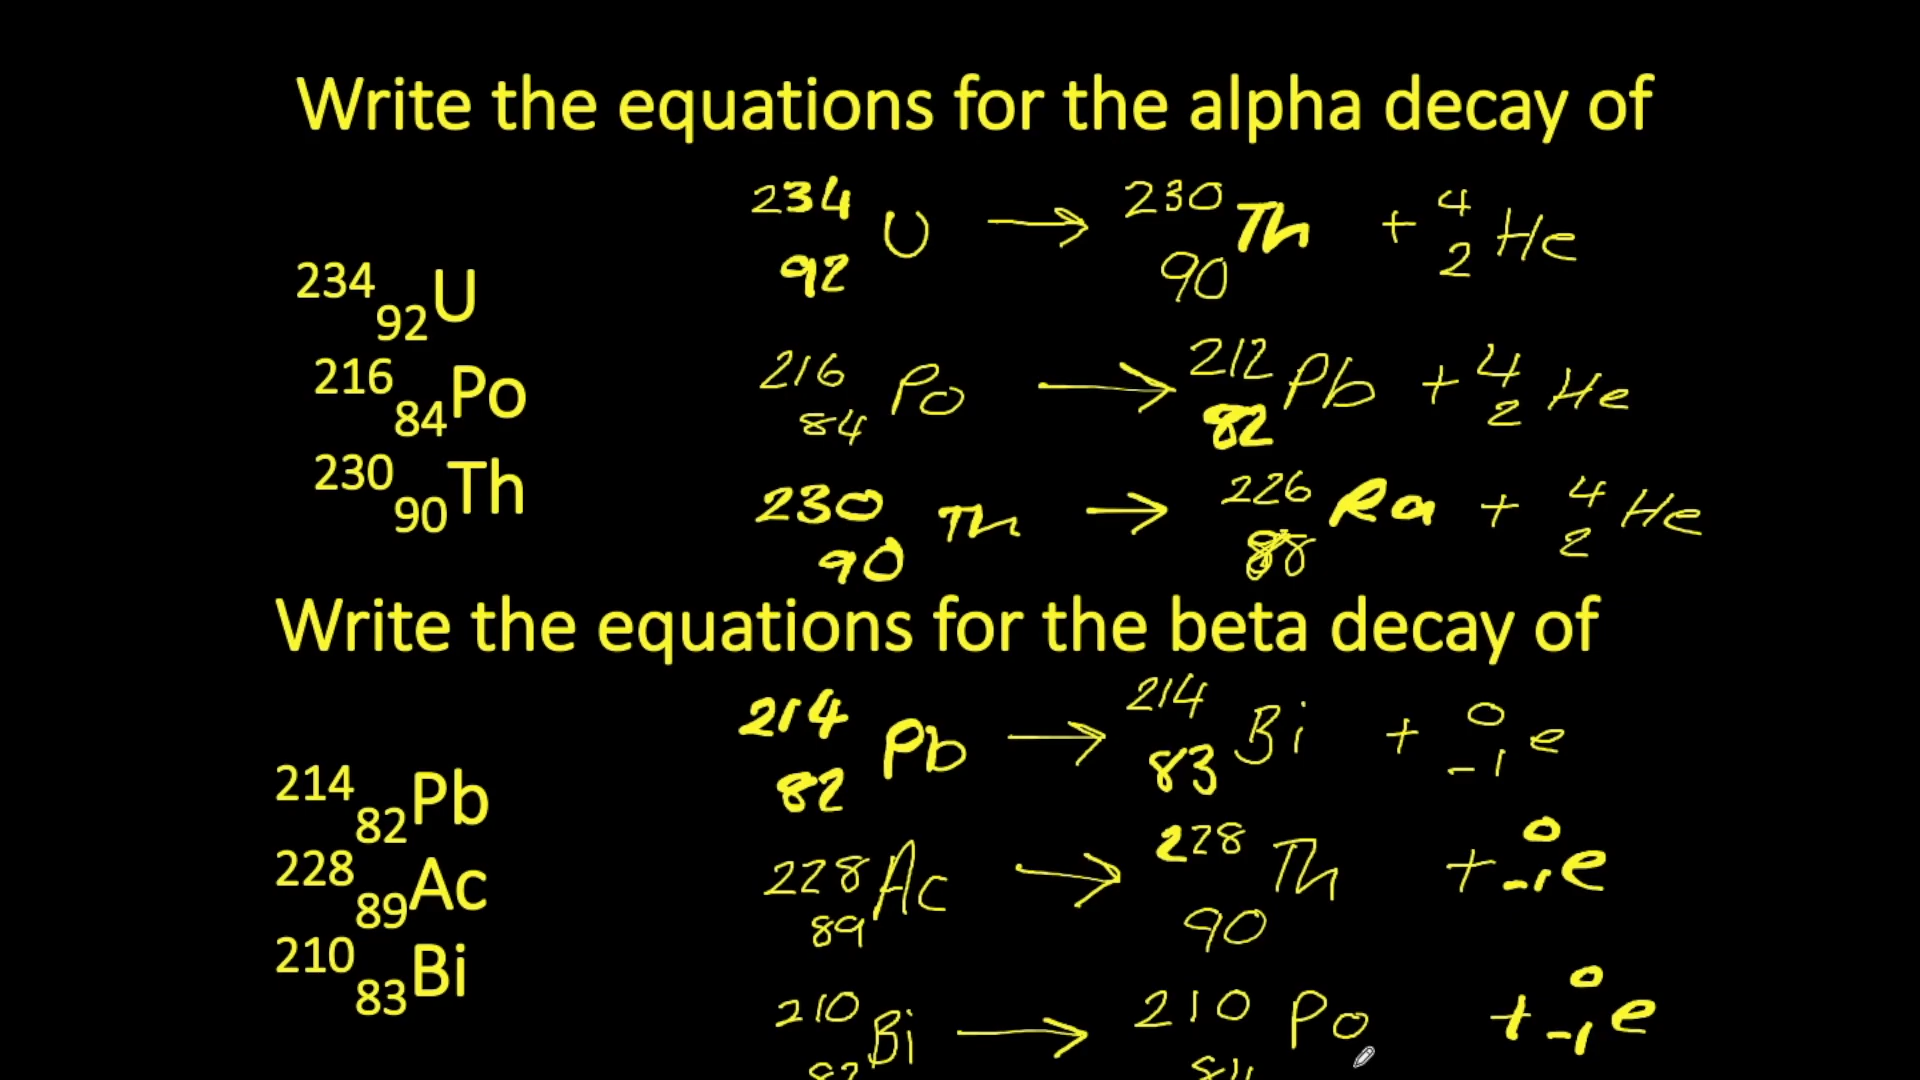 Write the equations for the alpha decay of
234 92 U → 230 90 Th + 4 2 He
234 92 U
216 84 Po → 212 82 Pb + 4 2 He
216 84 Po
230 90 Th → 226 88 Ra + 4 2 He
230 90 Th
Write the equations for the beta decay of
214 82 Pb → 214 83 Bi + 0 -1 e
214 82 Pb
228 89 Ac → 228 90 Th + 0 -1 e
228 89 Ac
210 83 Bi
210 Bi → 210 84 Po + 0 -1 e